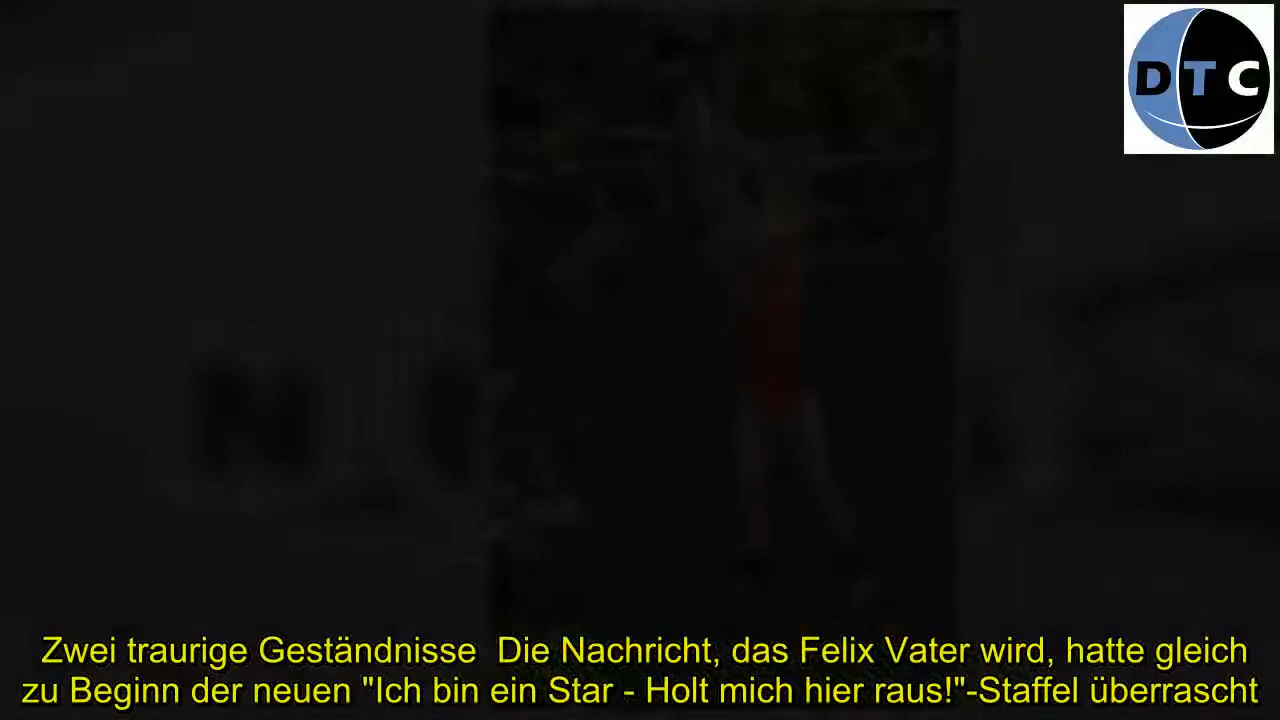 DTC
Zwei traurige Geständnisse  Die Nachricht, das Felix Vater wird, hatte gleich
zu Beginn der neuen "Ich bin ein Star - Holt mich hier raus!"-Staffel überrascht